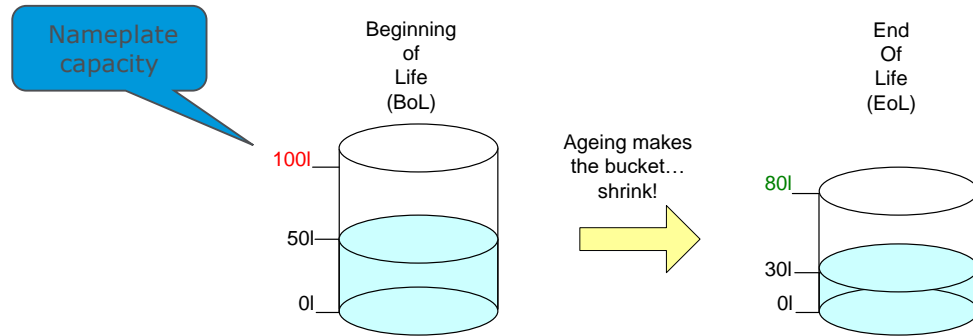 Nameplate
capacity
Beginning
of
Life
(BoL)
100l
50l
0l
Ageing makes
the bucket…
shrink!
End
Of
Life
(EoL)
80l
30l
0l